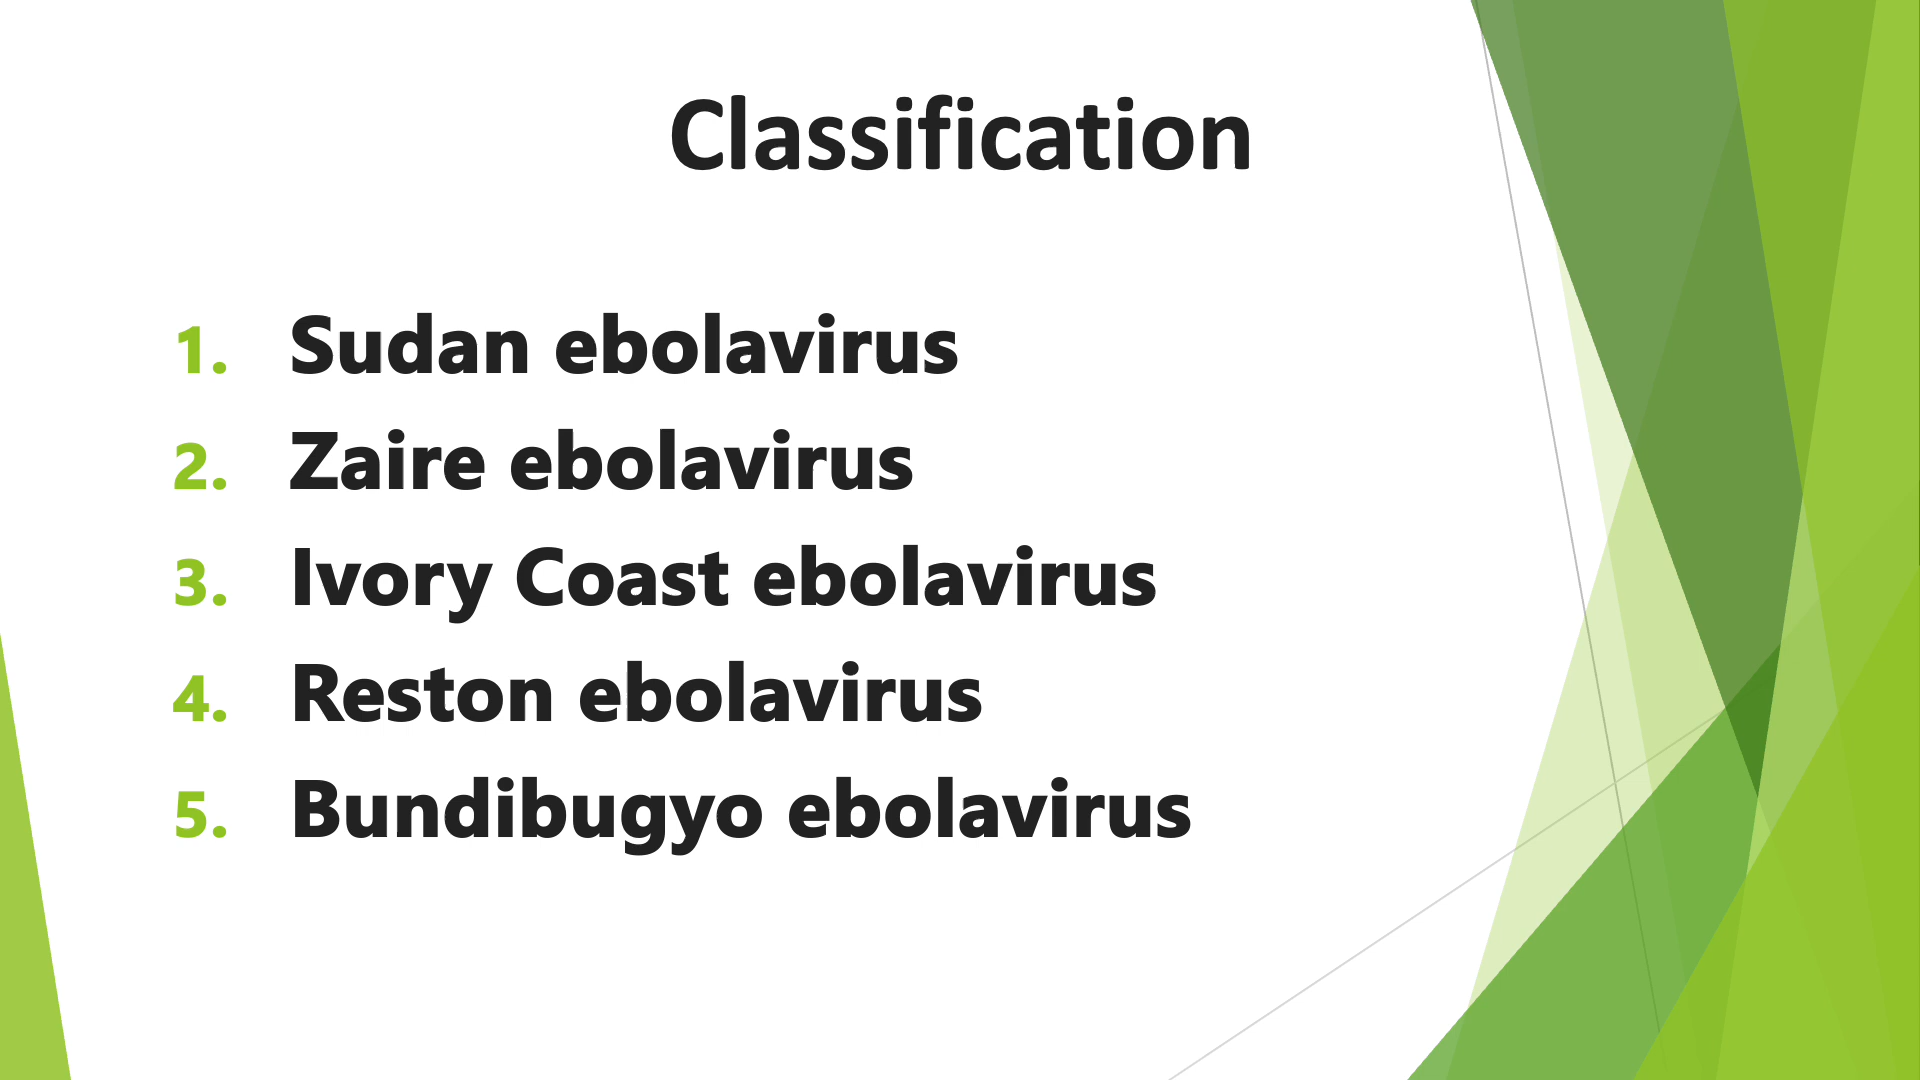 Classification
1. Sudan ebolavirus
2. Zaire ebolavirus
3. Ivory Coast ebolavirus
4. Reston ebolavirus
5. Bundibugyo ebolavirus